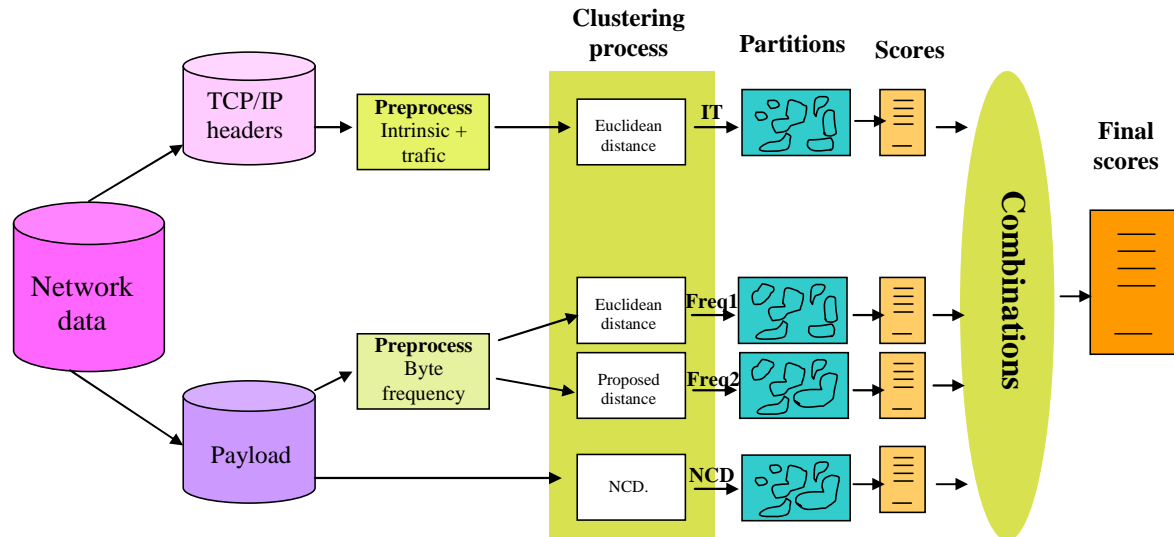 Clustering
process
Partitions
Scores
Final
scores
TCP/IP
headers
Preprocess
Intrinsic +
trafic
Euclidean
distance
IT
Network
data
Payload
Preprocess
Byte
frequency
Euclidean
distance
Freq1
Proposed
distance
Freq2
NCD.
NCD
Combinations